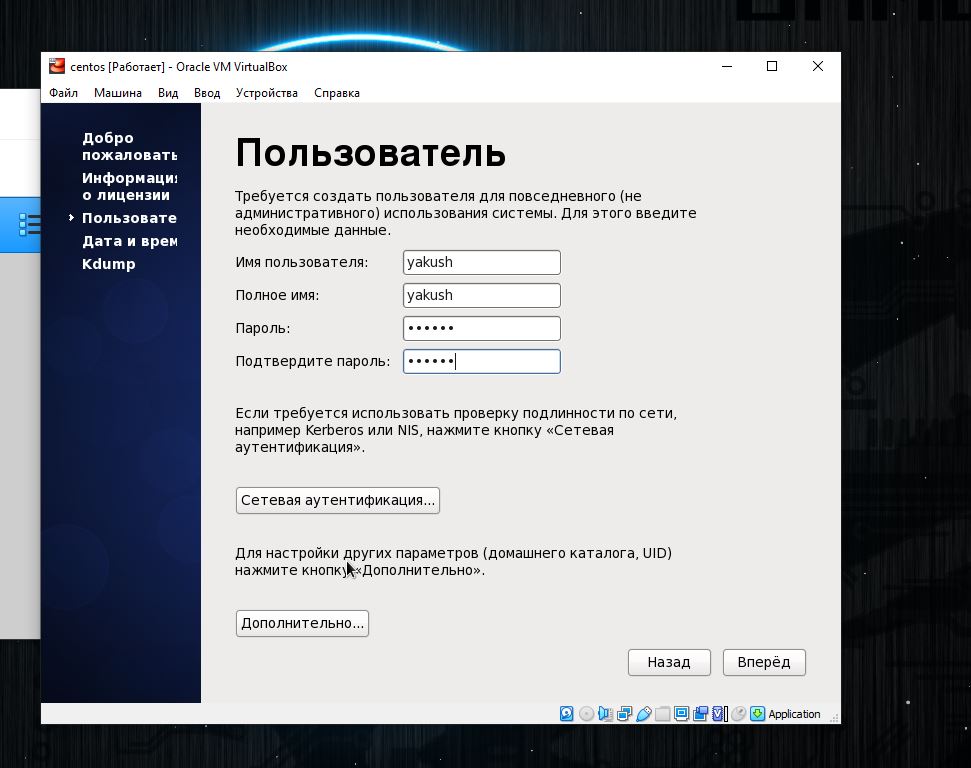 centos [Работает] - Oracle VM VirtualBox
Файл Машина Вид Ввод Устройства Справка
Добро
пожаловать
Информация
о лицензии
Пользовате
Дата и врем
Kdump
Пользователь
Требуется создать пользователя для повседневного (не
административного) использования системы. Для этого введите
необходимые данные.
Имя пользователя: yakush
Полное имя: yakush
Пароль: ••••••
Подтвердите пароль: ••••••
Если требуется использовать проверку подлинности по сети,
например Kerberos или NIS, нажмите кнопку «Сетевая
аутентификация».
Сетевая аутентификация...
Для настройки других параметров (домашнего каталога, UID)
нажмите кнопку «Дополнительно».
Дополнительно...
Назад Вперёд
Application